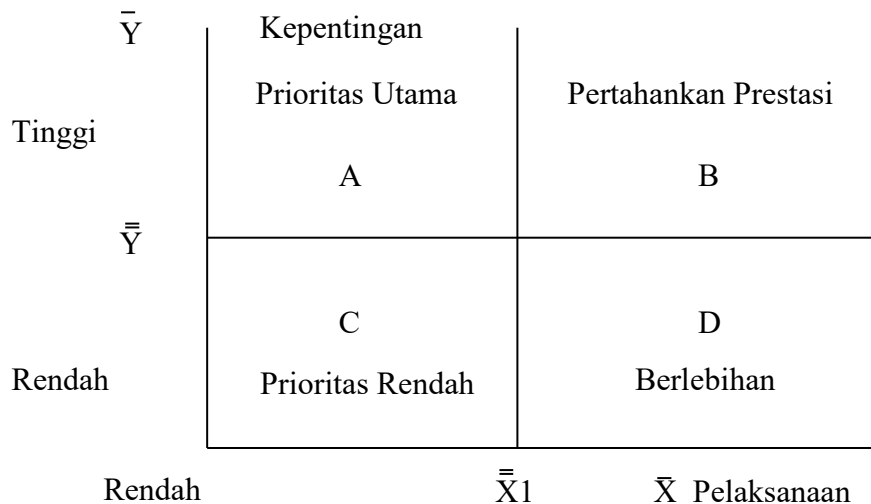 Ȳ Kepentingan
Prioritas Utama Pertahankan Prestasi
Tinggi
A B
Y̿
C D
Rendah Prioritas Rendah Berlebihan
Rendah X̿1 X̄ Pelaksanaan